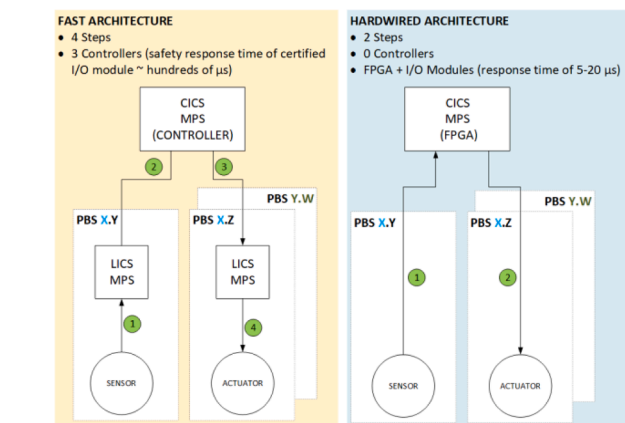 FAST ARCHITECTURE
• 4 Steps
• 3 Controllers (safety response time of certified
I/O module ~ hundreds of µs)
CICS
MPS
(CONTROLLER)
2
3
PBS Y.W
PBS X.Y
PBS X.Z
LICS
MPS
LICS
MPS
1
4
SENSOR
ACTUATOR
HARDWIRED ARCHITECTURE
• 2 Steps
• 0 Controllers
• FPGA + I/O Modules (response time of 5-20 µs)
CICS
MPS
(FPGA)
PBS Y.W
PBS X.Y
PBS X.Z
1
2
SENSOR
ACTUATOR